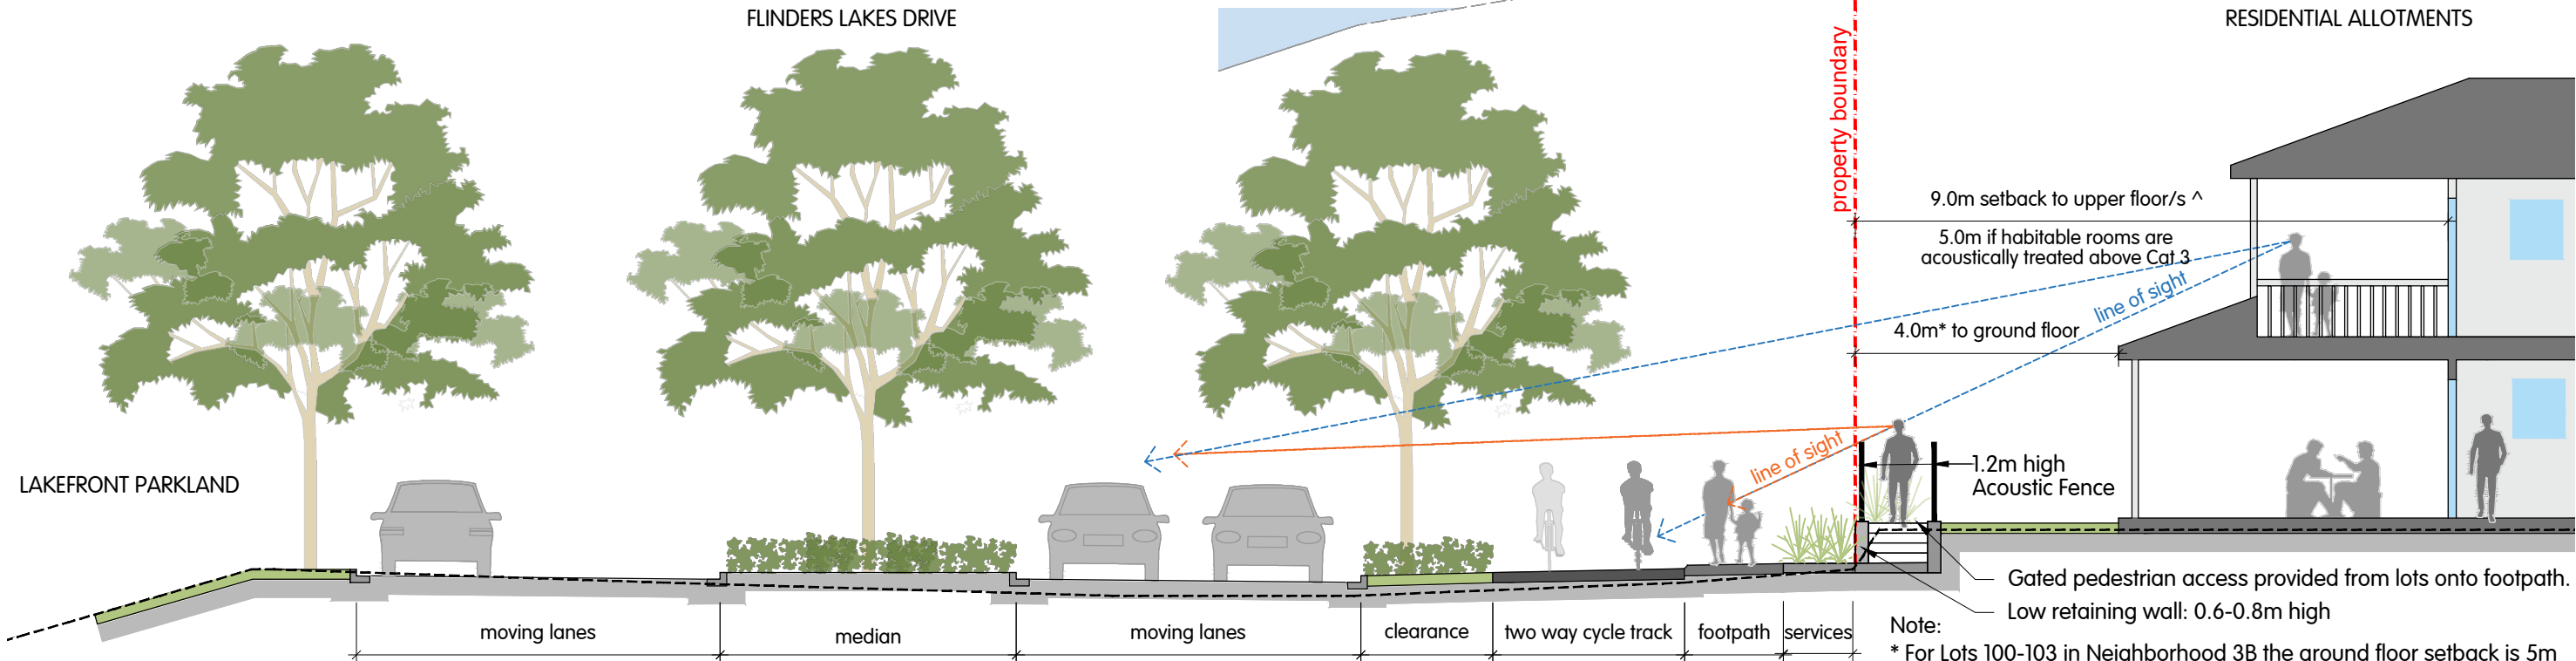 FLINDERS LAKES DRIVE
RESIDENTIAL ALLOTMENTS
property boundary
9.0m setback to upper floor/s ^
5.0m if habitable rooms are
acoustically treated above Cat 3
line of sight
4.0m* to ground floor
line of sight
LAKEFRONT PARKLAND
1.2m high
Acoustic Fence
Gated pedestrian access provided from lots onto footpath.
Low retaining wall: 0.6-0.8m high
moving lanes
median
moving lanes
clearance
two way cycle track
footpath
services
Note:
* For Lots 100-103 in Neighborhood 3B the ground floor setback is 5m